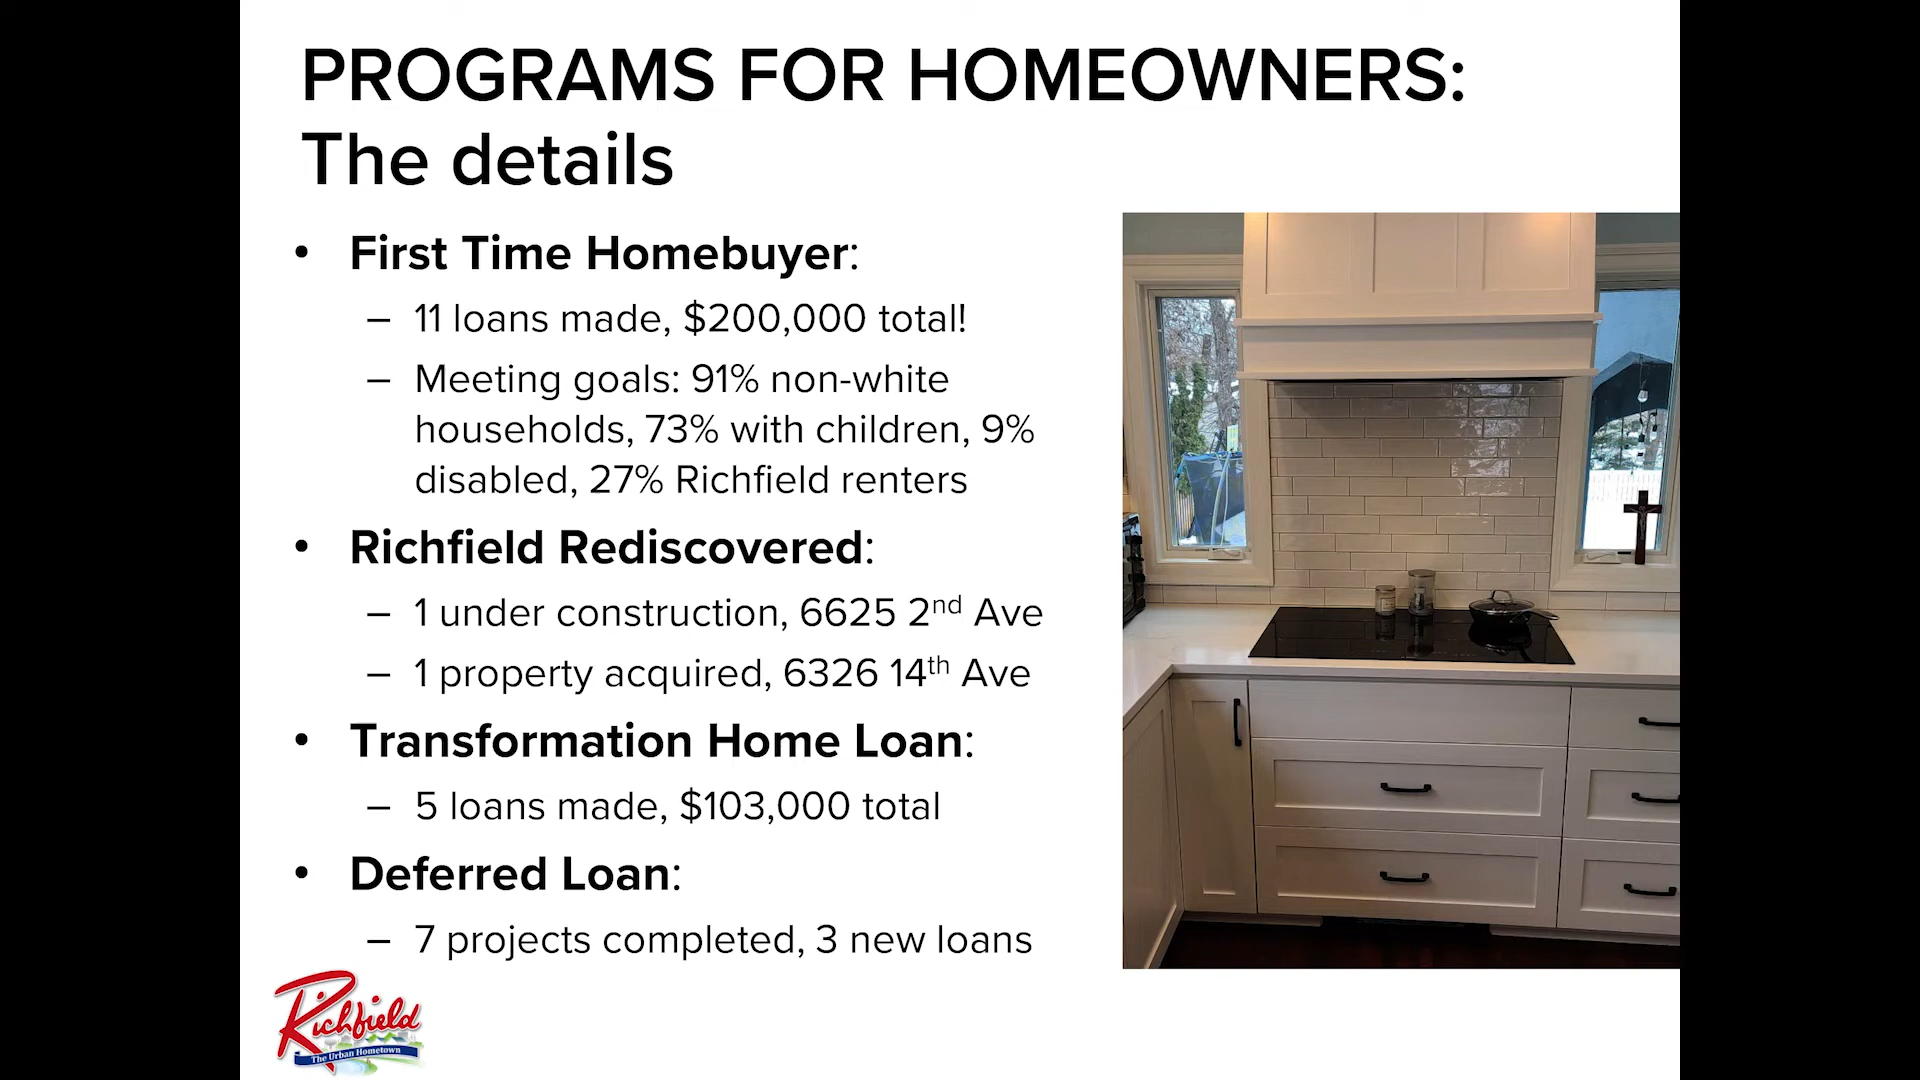 PROGRAMS FOR HOMEOWNERS:
The details
• First Time Homebuyer:
– 11 loans made, $200,000 total!
– Meeting goals: 91% non-white
households, 73% with children, 9%
disabled, 27% Richfield renters
• Richfield Rediscovered:
– 1 under construction, 6625 2nd Ave
– 1 property acquired, 6326 14th Ave
• Transformation Home Loan:
– 5 loans made, $103,000 total
• Deferred Loan:
– 7 projects completed, 3 new loans
Richfield
The Urban Hometown